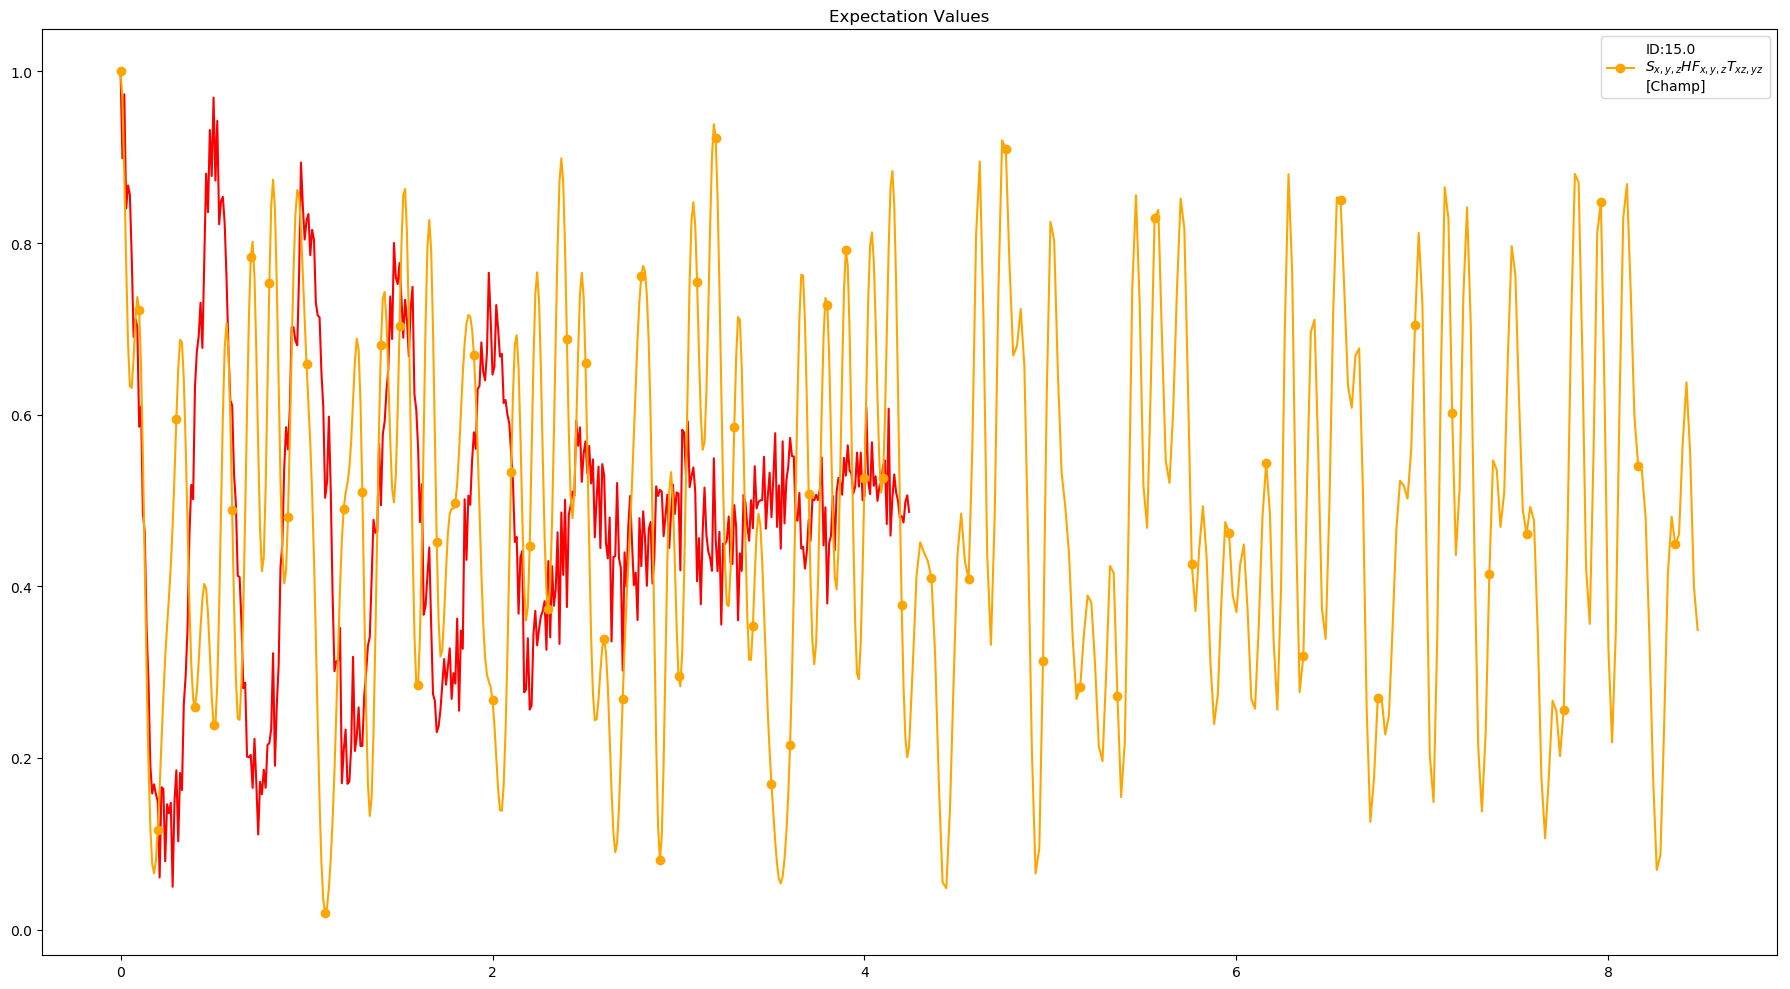 Expectation Values
ID:15.0
$S_{x,y,z}HF_{x,y,z}T_{xz,yz}$
[Champ]
1.0
0.8
0.6
0.4
0.2
0.0
0 2 4 6 8